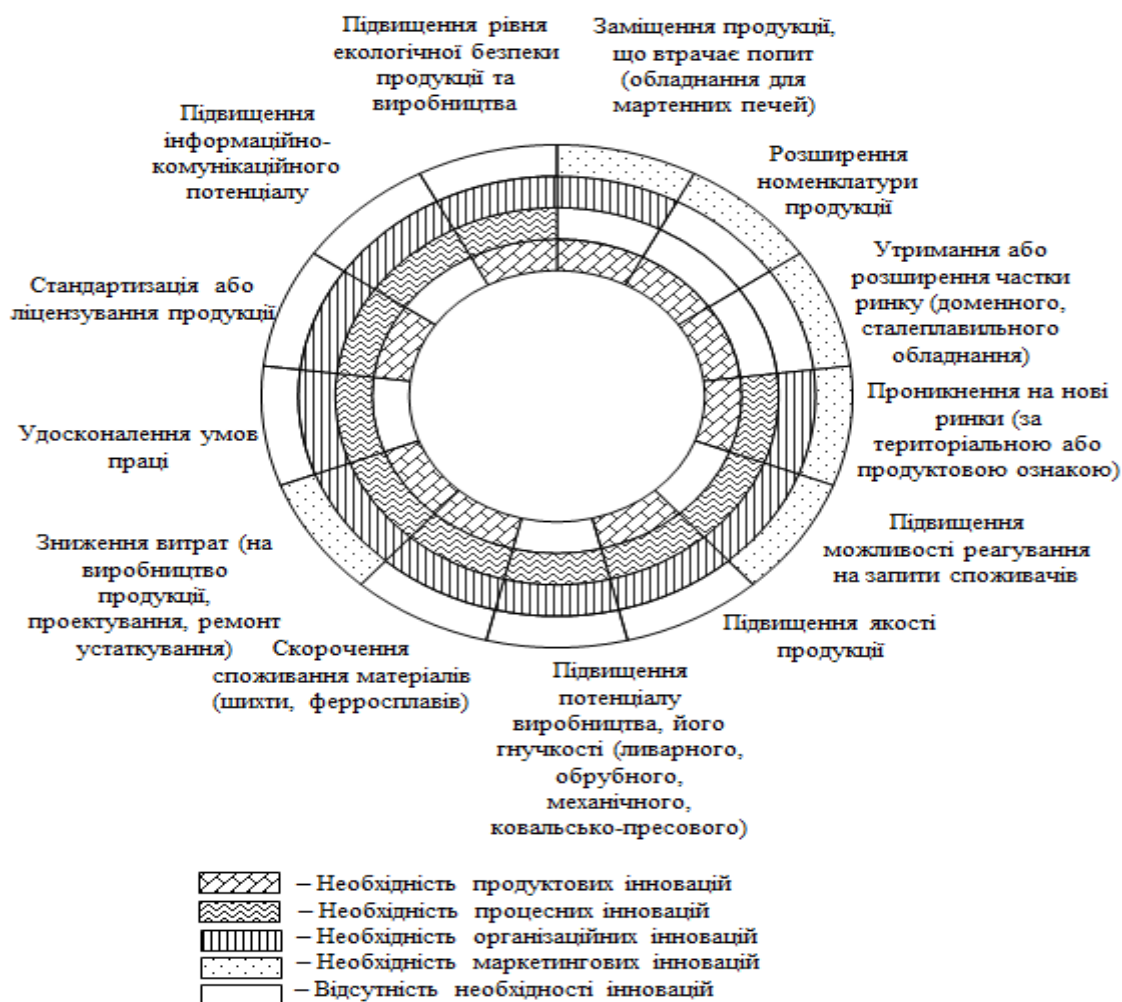 Підвищення рівня
екологічної безпеки
продукції та
виробництва
Заміщення продукції,
що втрачає попит
(обладнання для
мартенних печей)
Розширення
номенклатури
продукції
Утримання або
розширення частки
ринку (доменного,
сталеплавильного
обладнання)
Проникнення на нові
ринки (за
територіальною або
продуктовою ознакою)
Підвищення
можливості реагування
на запити споживачів
Підвищення якості
продукції
Підвищення
потенціалу
виробництва, його
гнучкості (ливарного,
обрубного,
механічного,
ковальсько-пресового)
Скорочення
споживання матеріалів
(шихти, ферросплавів)
Зниження витрат (на
виробництво
продукції,
проектування, ремонт
устаткування)
Удосконалення умов
праці
Стандартизація або
ліцензування продукції
Підвищення
інформаційно-
комунікаційного
потенціалу
– Необхідність продуктових інновацій
– Необхідність процесних інновацій
– Необхідність організаційних інновацій
– Необхідність маркетингових інновацій
– Відсутність необхідності інновацій